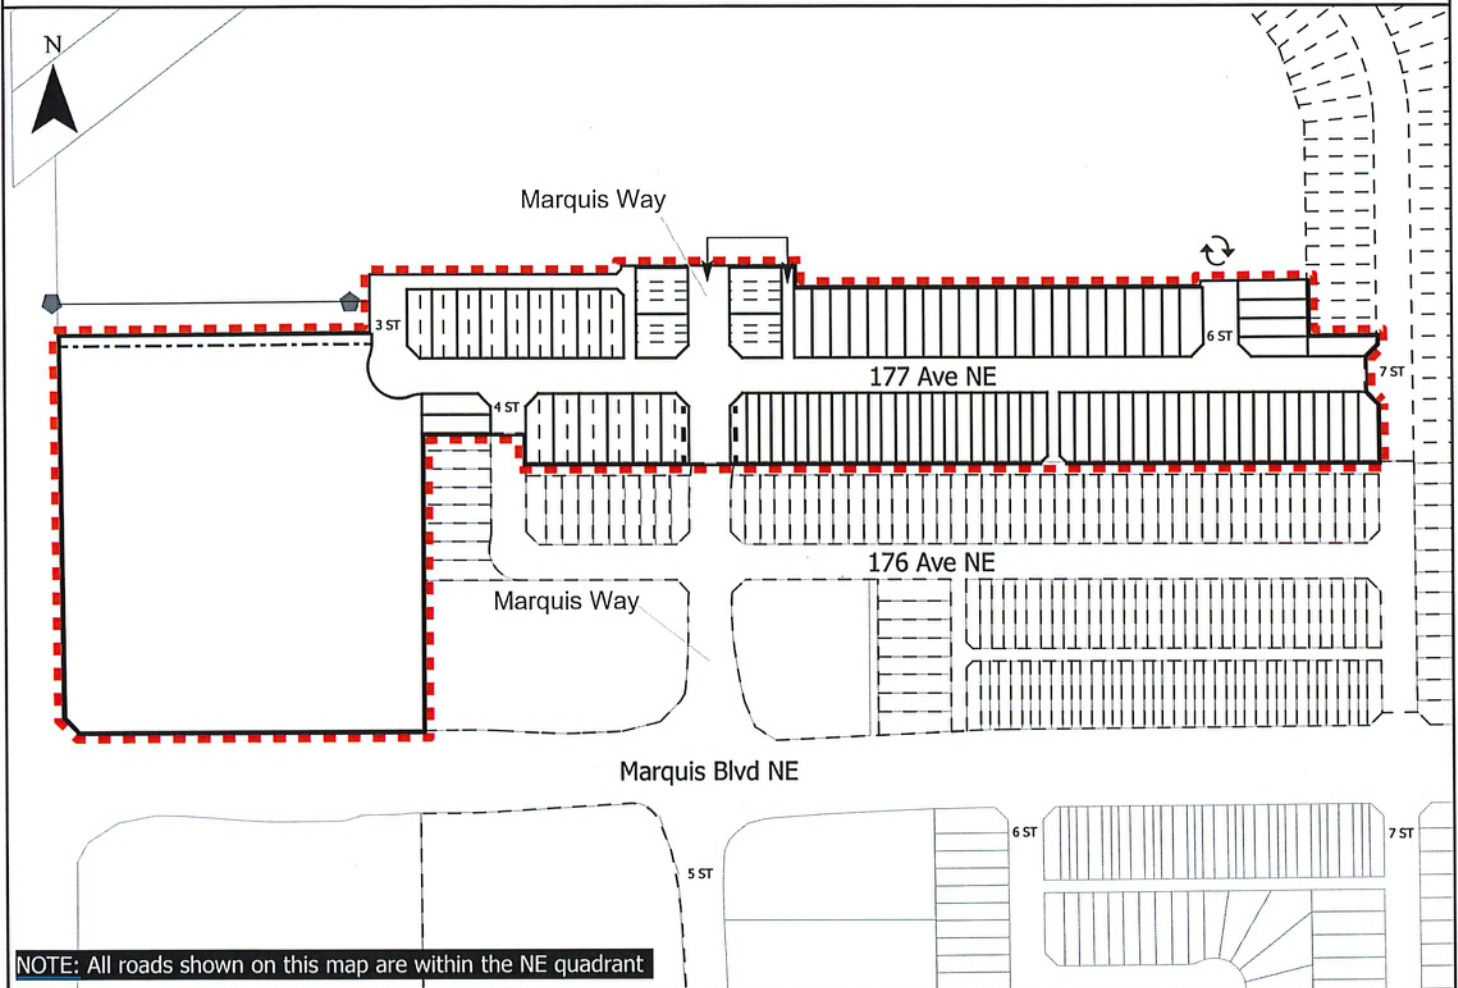 N
Marquis Way
3 ST
6 ST
177 Ave NE
7 ST
4 ST
176 Ave NE
Marquis Way
Marquis Blvd NE
6 ST
7 ST
5 ST
NOTE: All roads shown on this map are within the NE quadrant